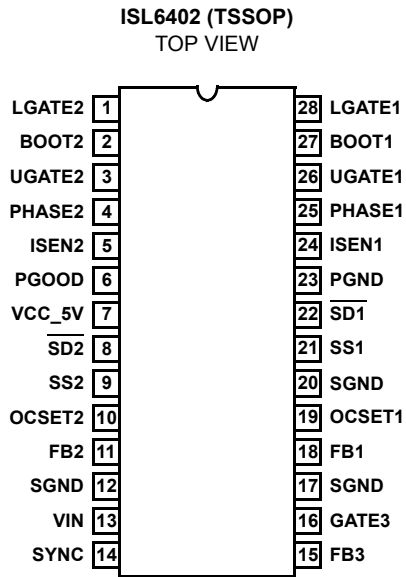 ISL6402 (TSSOP)
TOP VIEW
LGATE2 1 28 LGATE1
BOOT2 2 27 BOOT1
UGATE2 3 26 UGATE1
PHASE2 4 25 PHASE1
ISEN2 5 24 ISEN1
PGOOD 6 23 PGND
VCC_5V 7 22 SD1
SD2 8 21 SS1
SS2 9 20 SGND
OCSET2 10 19 OCSET1
FB2 11 18 FB1
SGND 12 17 SGND
VIN 13 16 GATE3
SYNC 14 15 FB3